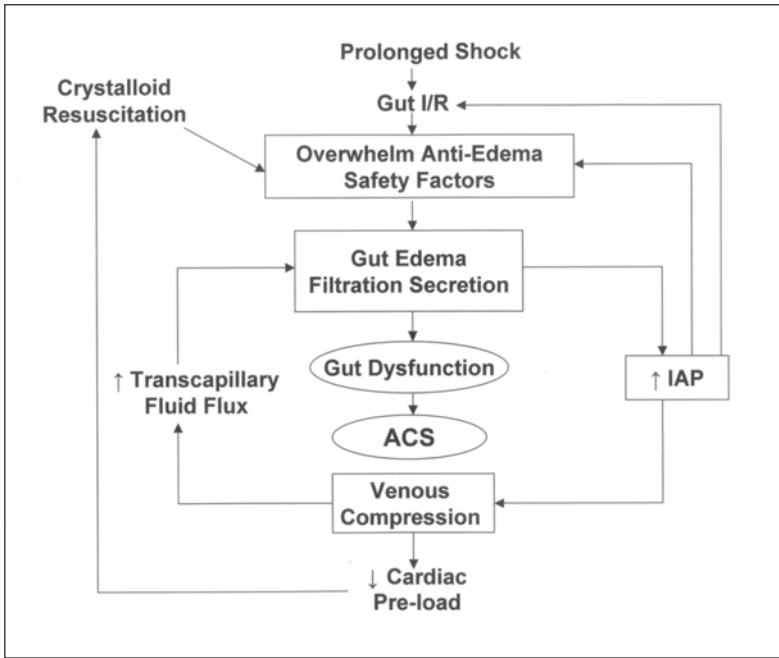 Prolonged Shock
Crystalloid
Resuscitation
Gut I/R
Overwhelm Anti-Edema
Safety Factors
Gut Edema
Filtration Secretion
Gut Dysfunction
↑ Transcapillary
Fluid Flux
↑ IAP
ACS
Venous
Compression
↓ Cardiac
Pre-load